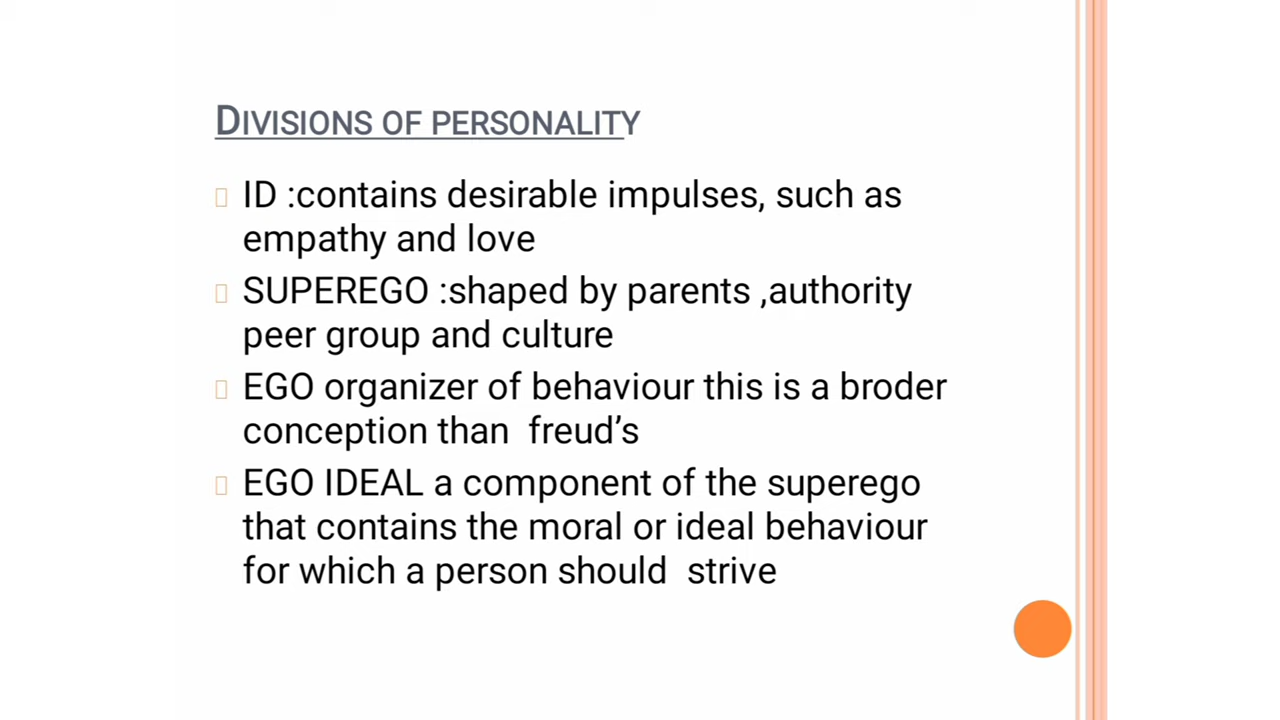 DIVISIONS OF PERSONALITY
ID :contains desirable impulses, such as
empathy and love
SUPEREGO :shaped by parents ,authority
peer group and culture
EGO organizer of behaviour this is a broder
conception than  freud’s
EGO IDEAL a component of the superego
that contains the moral or ideal behaviour
for which a person should  strive